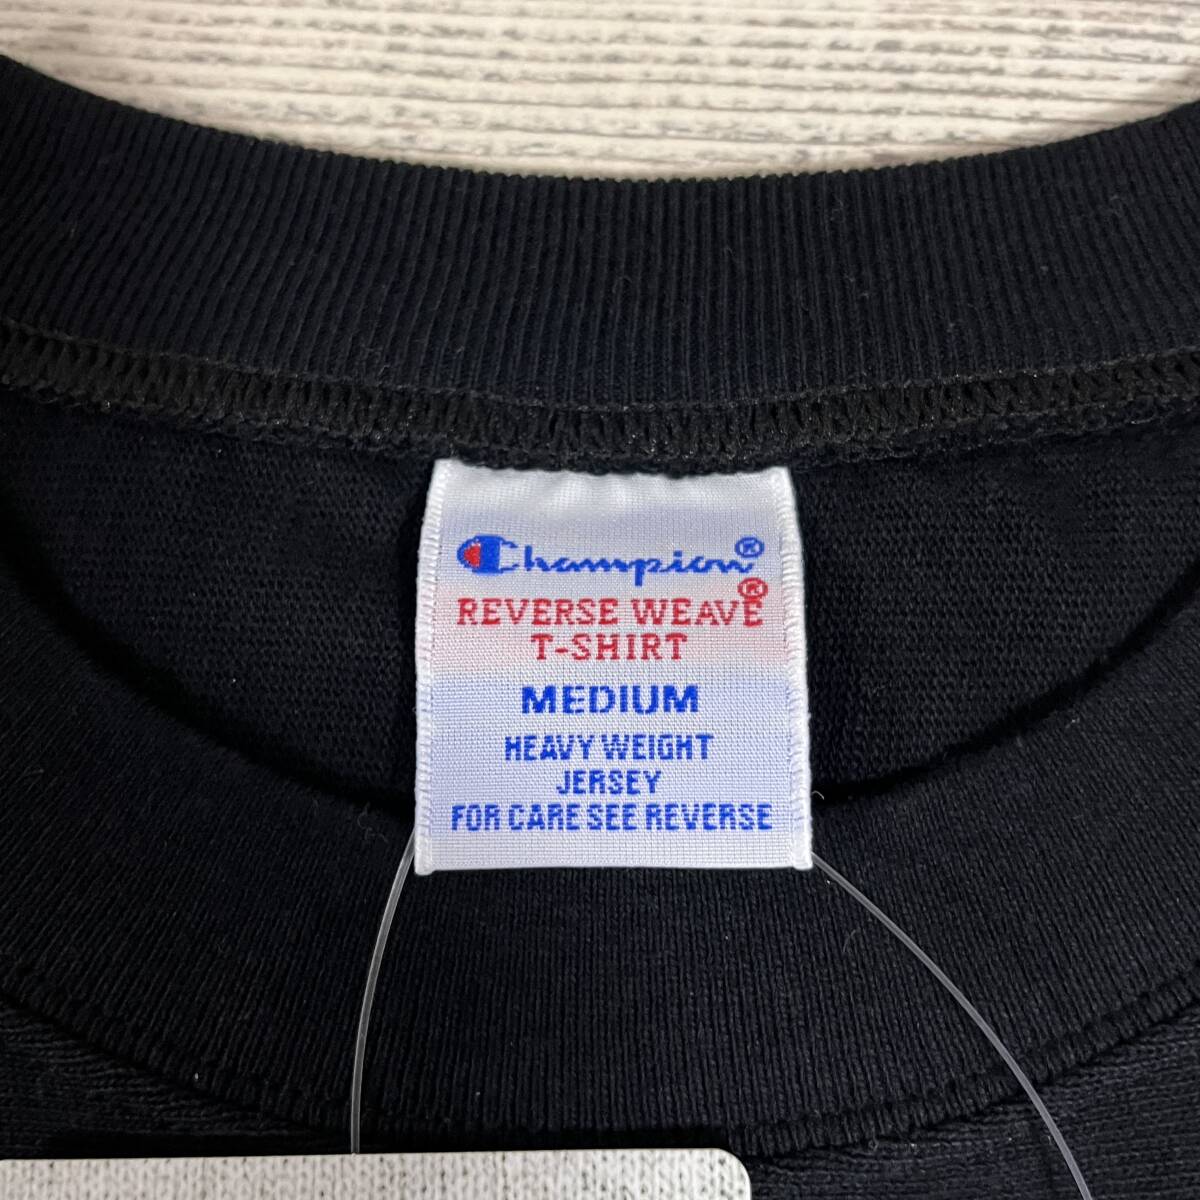 Champion®
REVERSE WEAVE®
T-SHIRT
MEDIUM
HEAVY WEIGHT
JERSEY
FOR CARE SEE REVERSE